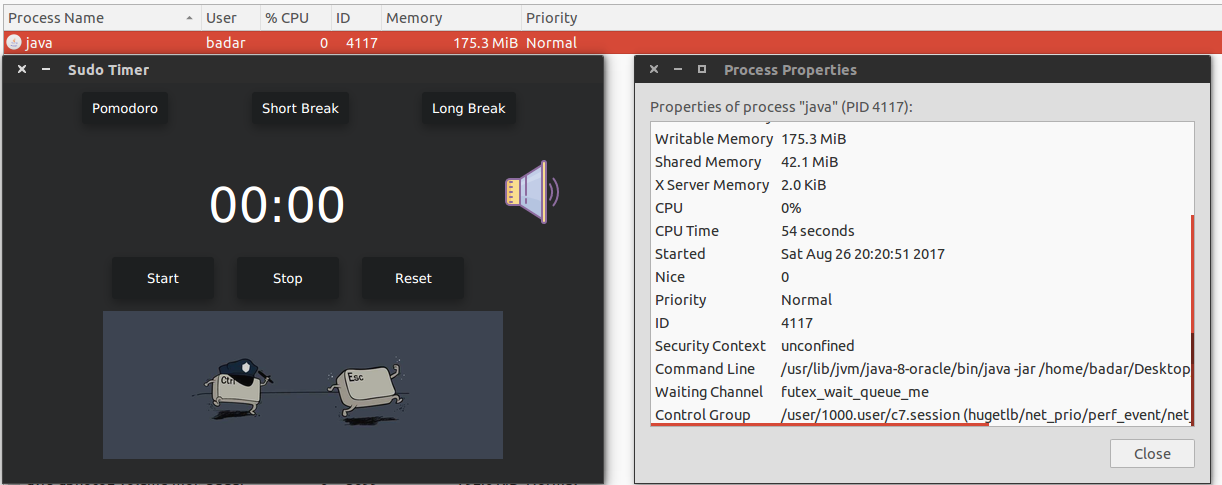 Process Name User % CPU ID Memory Priority
java badar 0 4117 175.3 MiB Normal
Sudo Timer
Pomodoro Short Break Long Break
00:00
Start Stop Reset
Ctrl Esc
Process Properties
Properties of process "java" (PID 4117):
Writable Memory 175.3 MiB
Shared Memory 42.1 MiB
X Server Memory 2.0 KiB
CPU 0%
CPU Time 54 seconds
Started Sat Aug 26 20:20:51 2017
Nice 0
Priority Normal
ID 4117
Security Context unconfined
Command Line /usr/lib/jvm/java-8-oracle/bin/java -jar /home/badar/Desktop
Waiting Channel futex_wait_queue_me
Control Group /user/1000.user/c7.session (hugetlb/net_prio/perf_event/net_
Close